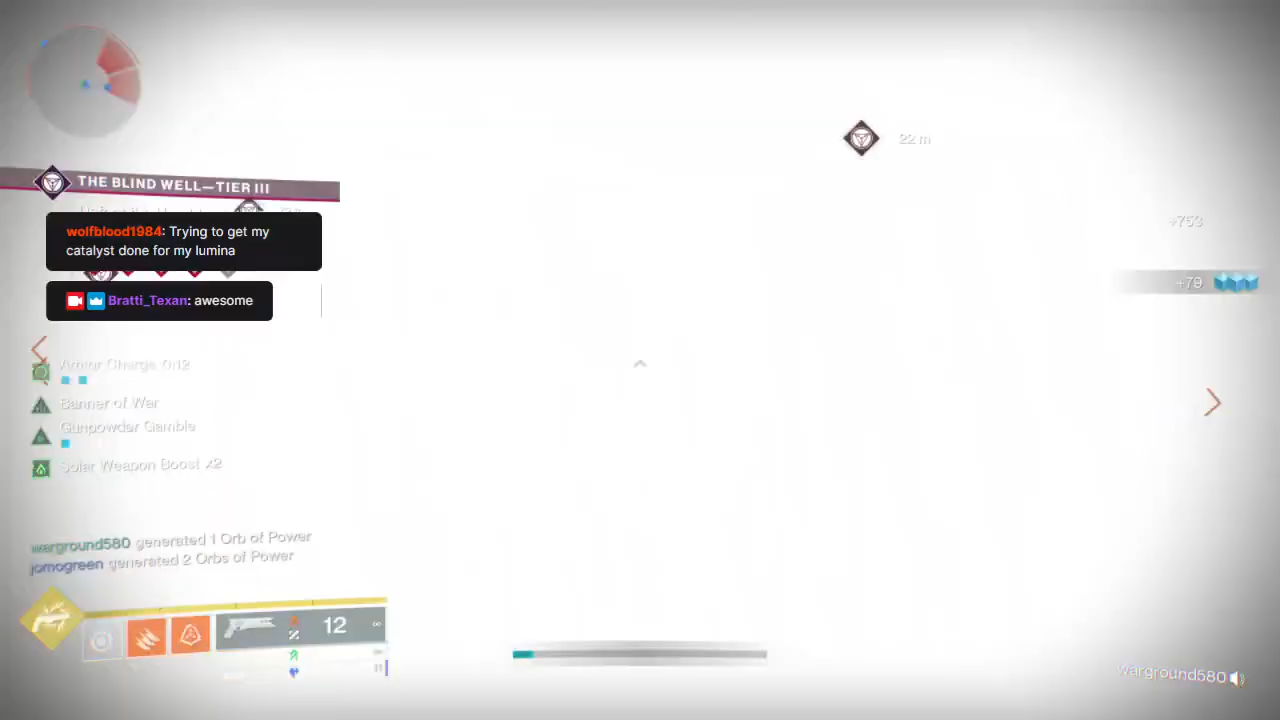 22 m
THE BLIND WELL—TIER III
+753
wolfblood1984: Trying to get my
catalyst done for my lumina
+79
Bratti_Texan: awesome
Armor Charge 0:12
Banner of War
Gunpowder Gamble
Solar Weapon Boost x2
warground580 generated 1 Orb of Power
jomogreen generated 2 Orbs of Power
12
warground580